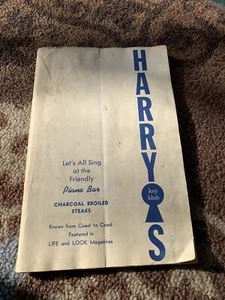 HARRY'S
key
klub
Let's All Sing
at the
Friendly
Piano Bar
CHARCOAL BROILED
STEAKS
Known from Coast to Coast
Featured in
LIFE and LOOK Magazines